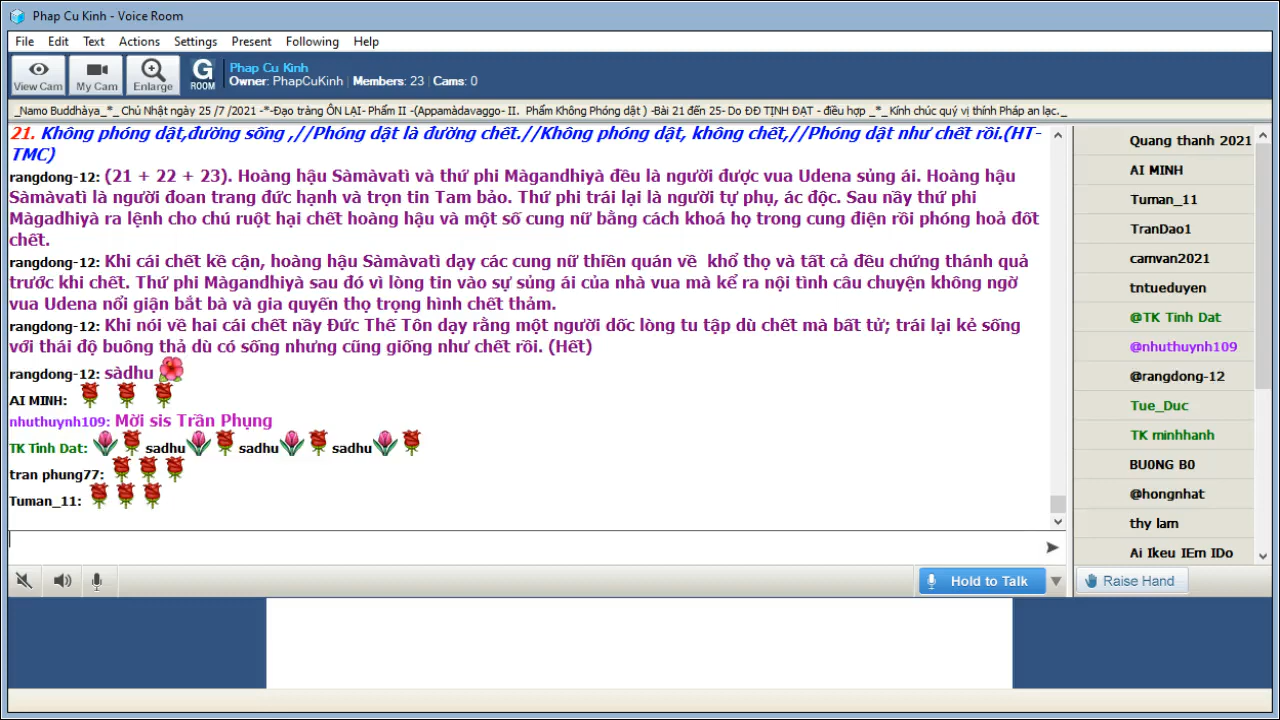 Phap Cu Kinh - Voice Room
File Edit Text Actions Settings Present Following Help
View Cam My Cam Enlarge G ROOM
Phap Cu Kinh
Owner: PhapCuKinh | Members: 23 | Cams: 0
_Namo Buddhàya_*_ Chủ Nhật ngày 25 /7 /2021 -*-Đạo tràng ÔN LẠI- Phẩm II -(Appamàdavaggo- II. Phẩm Không Phóng dật ) -Bài 21 đến 25- Do ĐĐ TỊNH ĐẠT - điều hợp _*_ Kính chúc quý vị thính Pháp an lạc._
21. Không phóng dật,đường sống ,//Phóng dật là đường chết.//Không phóng dật, không chết,//Phóng dật như chết rồi.(HT-
TMC)
rangdong-12: (21 + 22 + 23). Hoàng hậu Sàmàvatì và thứ phi Màgandhiyà đều là người được vua Udena sủng ái. Hoàng hậu
Sàmàvatì là người đoan trang đức hạnh và trọn tin Tam bảo. Thứ phi trái lại là người tự phụ, ác độc. Sau nầy thứ phi
Màgadhiyà ra lệnh cho chú ruột hại chết hoàng hậu và một số cung nữ bằng cách khoá họ trong cung điện rồi phóng hoả đốt
chết.
rangdong-12: Khi cái chết kề cận, hoàng hậu Sàmàvatì dạy các cung nữ thiền quán về khổ thọ và tất cả đều chứng thánh quả
trước khi chết. Thứ phi Màgandhiyà sau đó vì lòng tin vào sự sủng ái của nhà vua mà kể ra nội tình câu chuyện không ngờ
vua Udena nổi giận bắt bà và gia quyến thọ trọng hình chết thảm.
rangdong-12: Khi nói về hai cái chết nầy Đức Thế Tôn dạy rằng một người dốc lòng tu tập dù chết mà bất tử; trái lại kẻ sống
với thái độ buông thả dù có sống nhưng cũng giống như chết rồi. (Hết)
rangdong-12: sàdhu
AI MINH:
nhuthuynh109: Mời sis Trần Phụng
TK Tinh Dat: sadhu sadhu sadhu
tran phung77:
Tuman_11:
Quang thanh 2021
AI MINH
Tuman_11
TranDao1
camvan2021
tntueduyen
@TK Tinh Dat
@nhuthuynh109
@rangdong-12
Tue_Duc
TK minhhanh
BU0NG B0
@hongnhat
thy lam
Ai Ikeu IEm IDo
Hold to Talk
Raise Hand